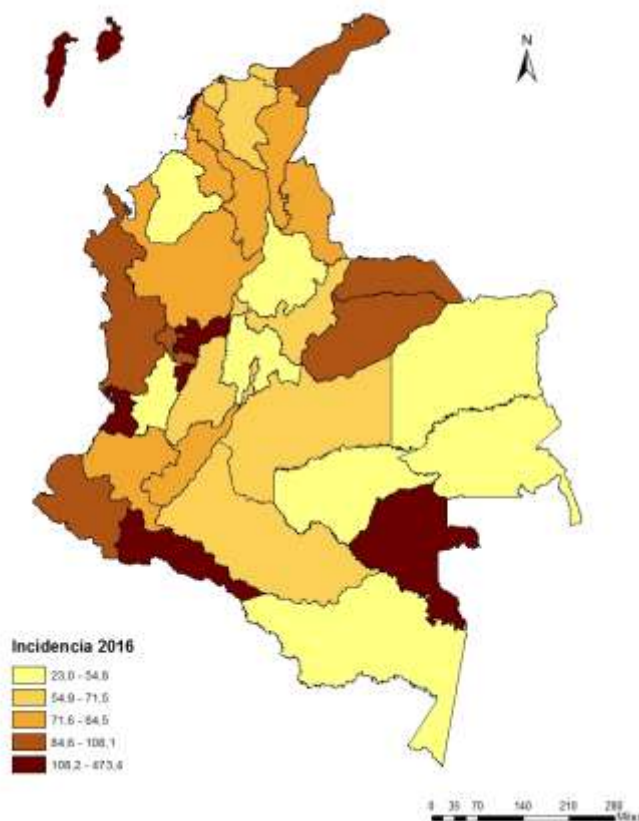 N
Incidencia 2016
23,0 - 54,8
54,9 - 71,5
71,6 - 84,5
84,6 - 108,1
108,2 - 473,4
0 35 70 140 210 280
Miles